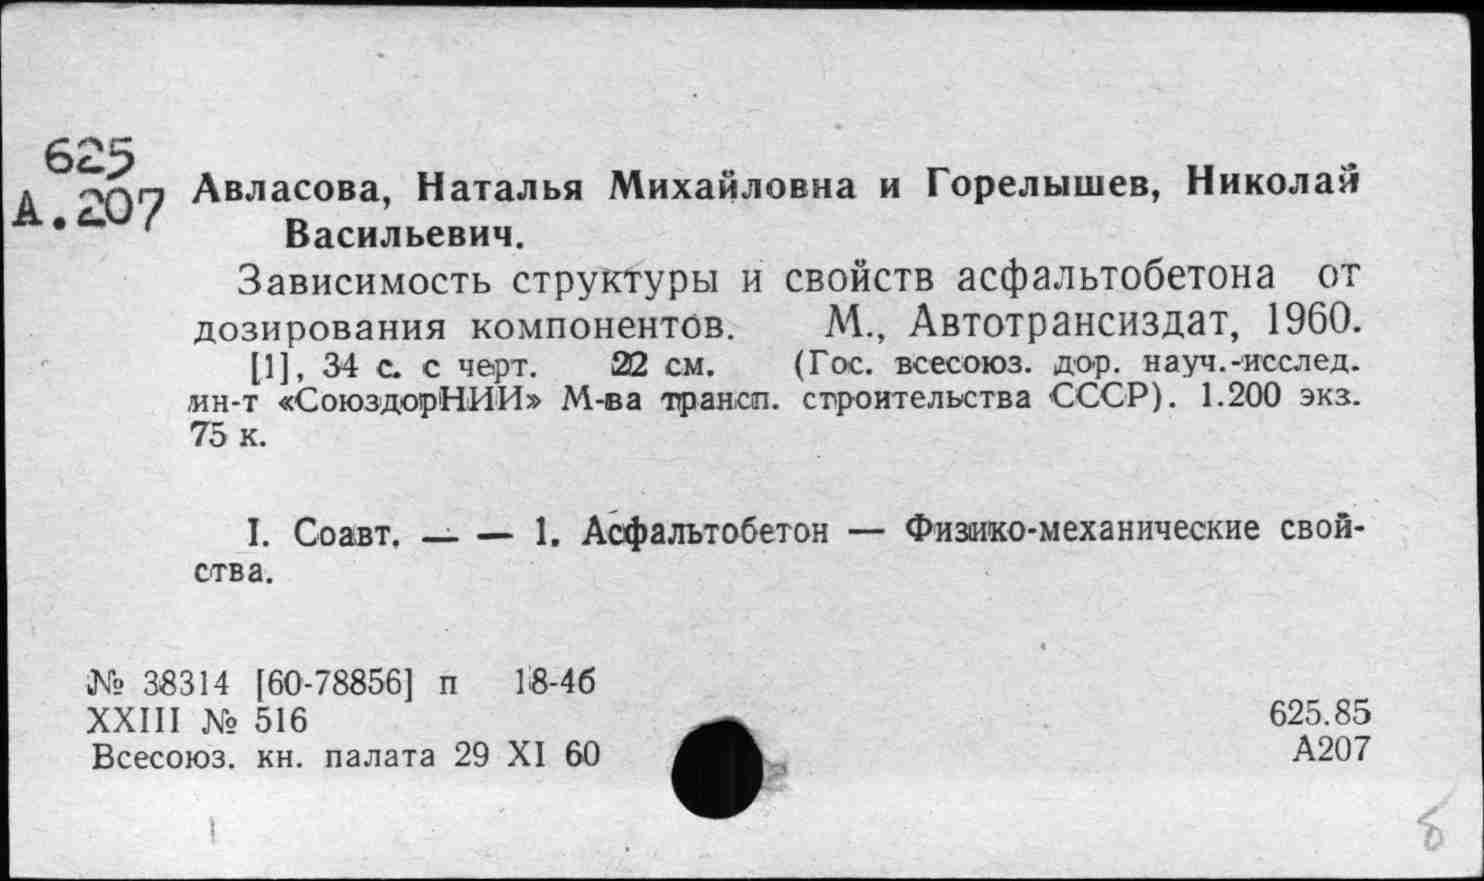 625
А.207
Авласова, Наталья Михайловна и Горелышев, Николай
Васильевич.
Зависимость структуры и свойств асфальтобетона от
дозирования компонентов. М., Автотрансиздат, 1960.
[1], 34 с. с черт. 22 см. (Гос. всесоюз. дор. науч.-исслед.
ин-т «СоюздорНИИ» М-ва трансп. строительства СССР). 1.200 экз.
75 к.
I. Соавт. — — 1. Асфальтобетон — Физико-механические свой-
ства.
№ 38314 [60-78856] п 18-4б
XXIII № 516
Всесоюз. кн. палата 29 XI 60
625.85
А207